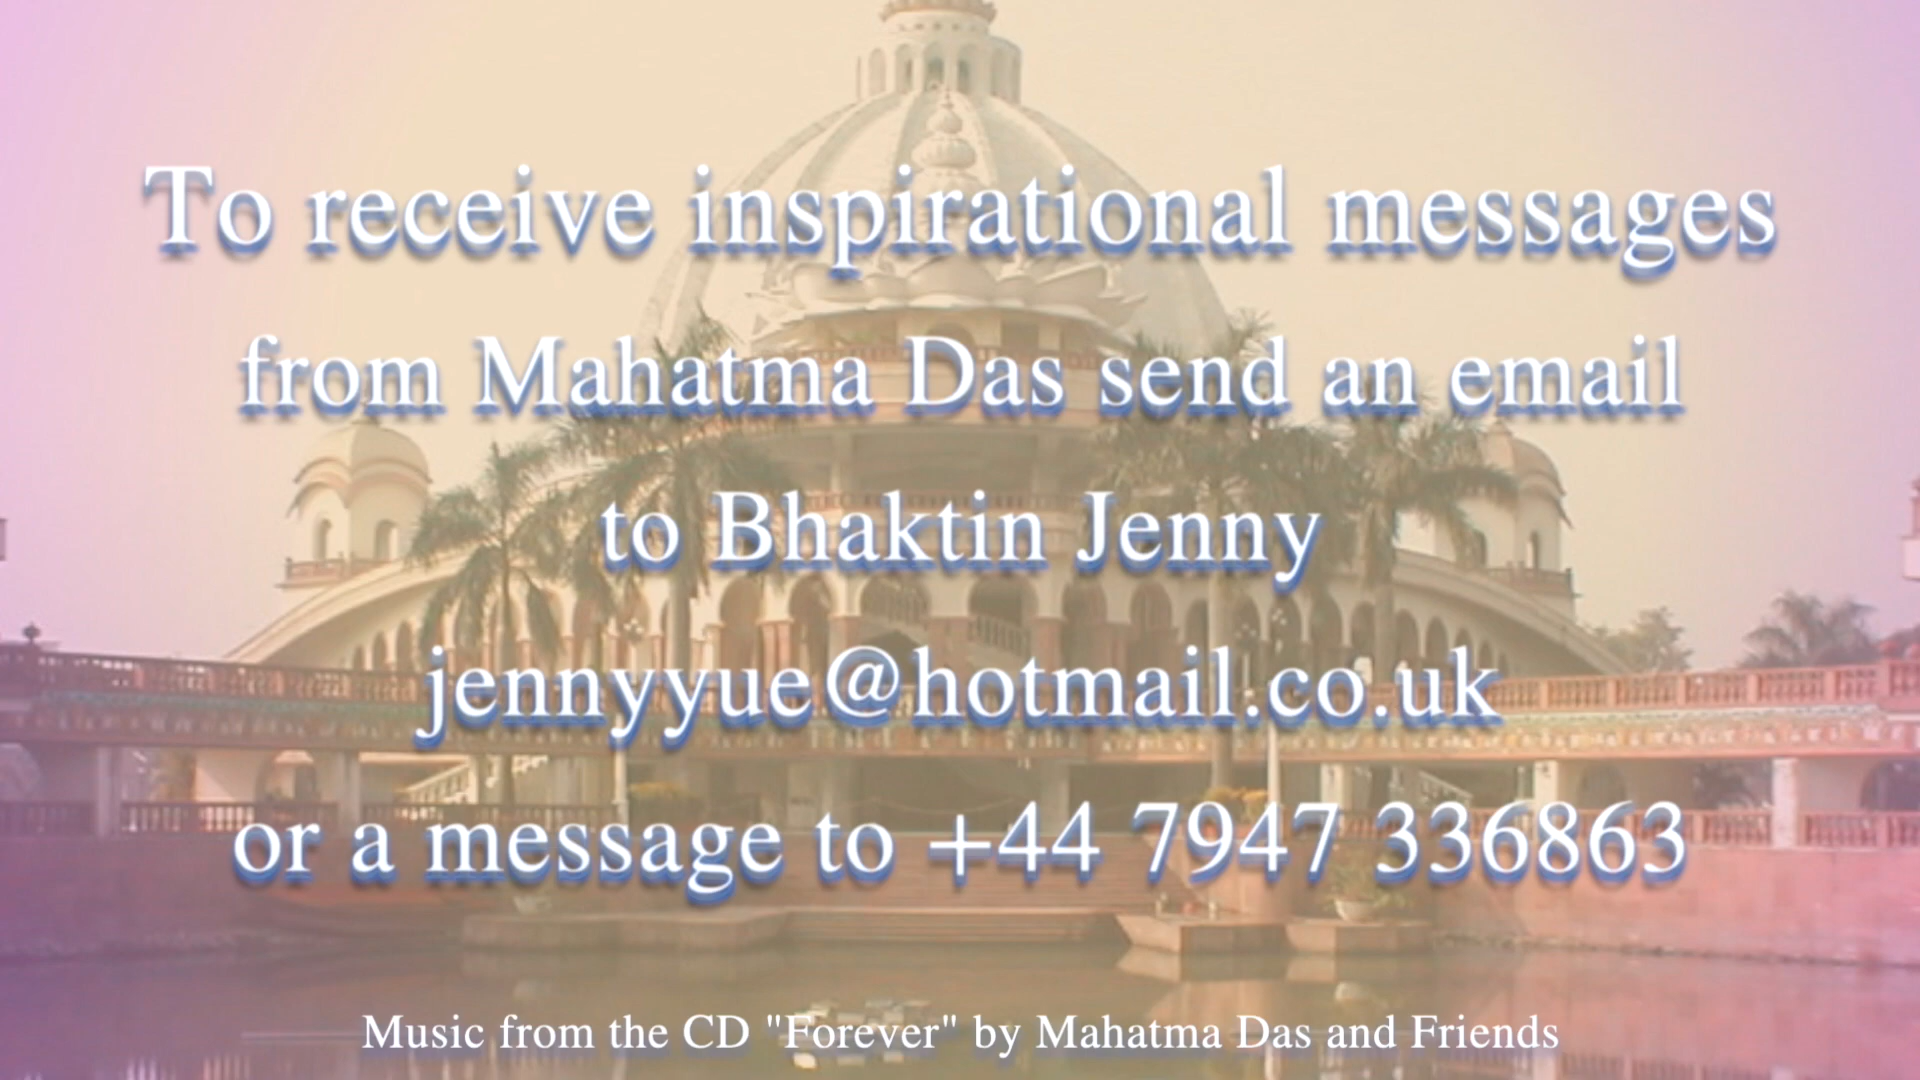 To receive inspirational messages
from Mahatma Das send an email
to Bhaktin Jenny
jennyyue@hotmail.co.uk
or a message to +44 7947 336863
Music from the CD "Forever" by Mahatma Das and Friends